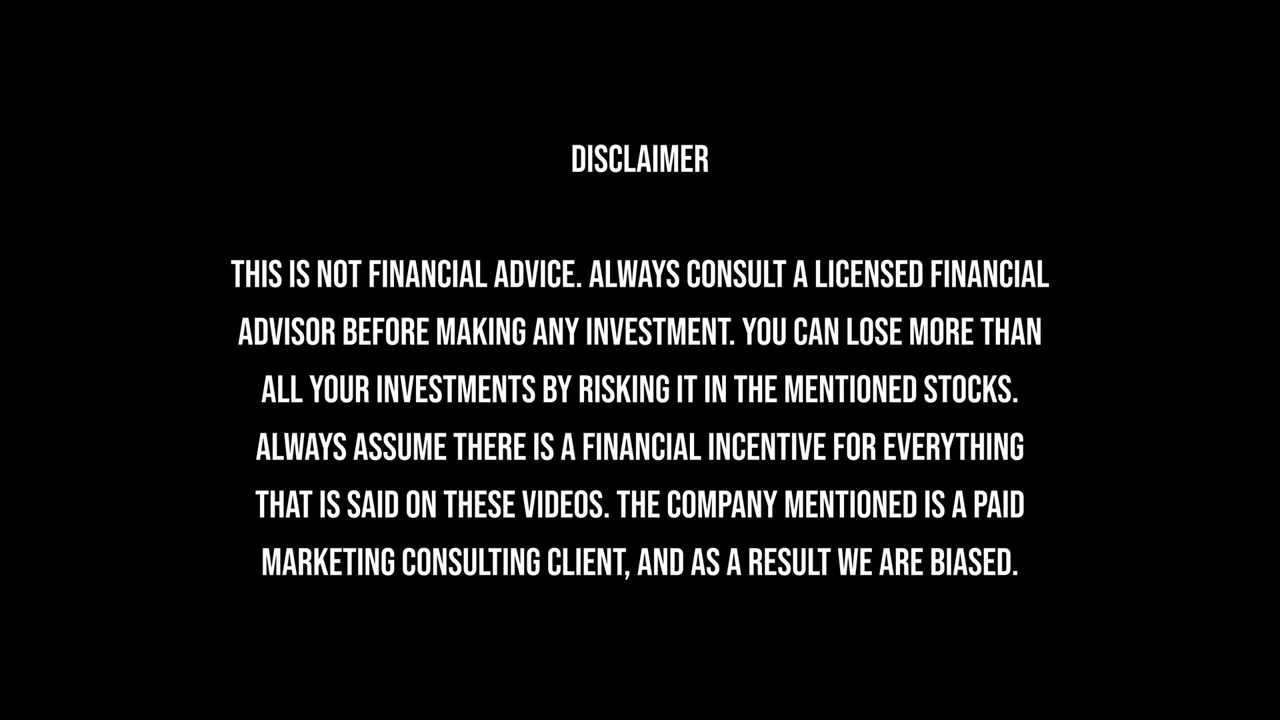 DISCLAIMER
THIS IS NOT FINANCIAL ADVICE. ALWAYS CONSULT A LICENSED FINANCIAL
ADVISOR BEFORE MAKING ANY INVESTMENT. YOU CAN LOSE MORE THAN
ALL YOUR INVESTMENTS BY RISKING IT IN THE MENTIONED STOCKS.
ALWAYS ASSUME THERE IS A FINANCIAL INCENTIVE FOR EVERYTHING
THAT IS SAID ON THESE VIDEOS. THE COMPANY MENTIONED IS A PAID
MARKETING CONSULTING CLIENT, AND AS A RESULT WE ARE BIASED.